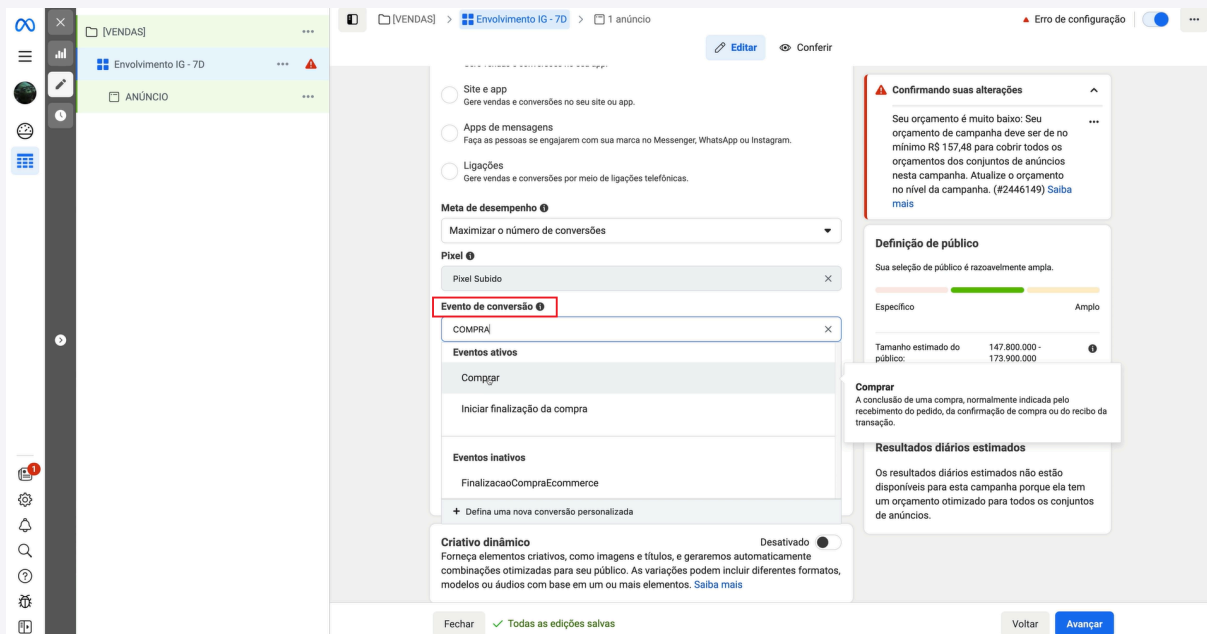 [VENDAS]
Envolvimento IG - 7D
ANÚNCIO
1
[VENDAS] > Envolvimento IG - 7D > 1 anúncio
Erro de configuração
Editar
Conferir
Site e app
Gere vendas e conversões no seu site ou app.
Apps de mensagens
Faça as pessoas se engajarem com sua marca no Messenger, WhatsApp ou Instagram.
Ligações
Gere vendas e conversões por meio de ligações telefônicas.
Meta de desempenho
Maximizar o número de conversões
Pixel
Pixel Subido
Evento de conversão
COMPRA
Eventos ativos
Comprar
Iniciar finalização da compra
Eventos inativos
FinalizacaoCompraEcommerce
+ Defina uma nova conversão personalizada
Criativo dinâmico
Desativado
Forneça elementos criativos, como imagens e títulos, e geraremos automaticamente
combinações otimizadas para seu público. As variações podem incluir diferentes formatos,
modelos ou áudios com base em um ou mais elementos. Saiba mais
Confirmando suas alterações
Seu orçamento é muito baixo: Seu
orçamento de campanha deve ser de no
mínimo R$ 157,48 para cobrir todos os
orçamentos dos conjuntos de anúncios
nesta campanha. Atualize o orçamento
no nível da campanha. (#2446149) Saiba
mais
Definição de público
Sua seleção de público é razoavelmente ampla.
Específico
Amplo
Tamanho estimado do
público:
147.800.000 -
173.900.000
Comprar
A conclusão de uma compra, normalmente indicada pelo
recebimento do pedido, da confirmação de compra ou do recibo da
transação.
Resultados diários estimados
Os resultados diários estimados não estão
disponíveis para esta campanha porque ela tem
um orçamento otimizado para todos os conjuntos
de anúncios.
Fechar
Todas as edições salvas
Voltar
Avançar